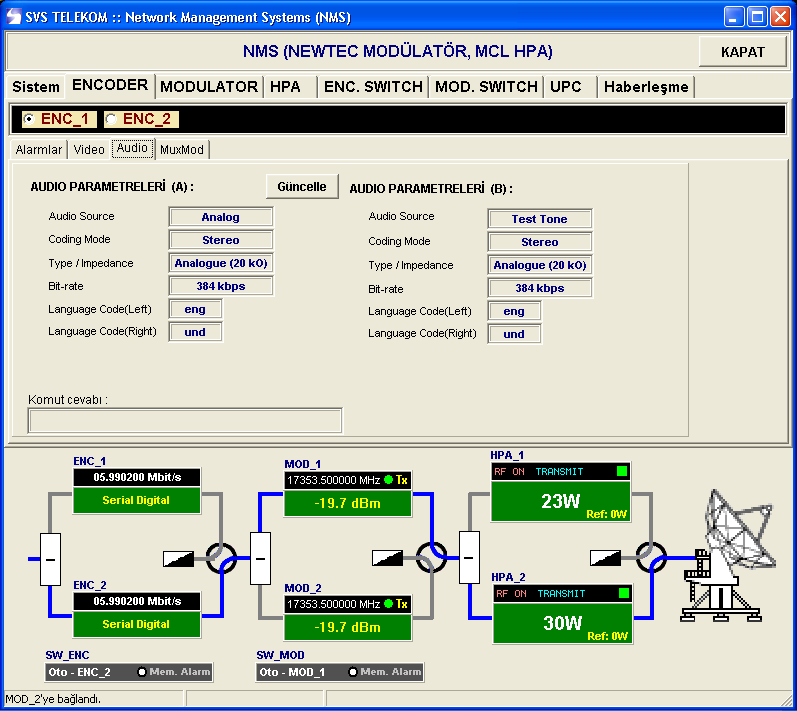 SVS TELEKOM :: Network Management Systems (NMS)
NMS (NEWTEC MODÜLATÖR, MCL HPA)
KAPAT
Sistem ENCODER MODULATOR HPA ENC. SWITCH MOD. SWITCH UPC Haberleşme
ENC_1 ENC_2
Alarmlar Video Audio MuxMod
AUDIO PARAMETRELERİ (A) :
Güncelle
Audio Source Analog
Coding Mode Stereo
Type / Impedance Analogue (20 kO)
Bit-rate 384 kbps
Language Code(Left) eng
Language Code(Right) und
AUDIO PARAMETRELERİ (B) :
Audio Source Test Tone
Coding Mode Stereo
Type / Impedance Analogue (20 kO)
Bit-rate 384 kbps
Language Code(Left) eng
Language Code(Right) und
Komut cevabı :
ENC_1
05.990200 Mbit/s
Serial Digital
MOD_1
17353.500000 MHz Tx
-19.7 dBm
HPA_1
RF ON TRANSMIT
23W
Ref: 0W
ENC_2
05.990200 Mbit/s
Serial Digital
MOD_2
17353.500000 MHz Tx
-19.7 dBm
HPA_2
RF ON TRANSMIT
30W
Ref: 0W
SW_ENC
Oto - ENC_2 Mem. Alarm
SW_MOD
Oto - MOD_1 Mem. Alarm
MOD_2'ye bağlandı.